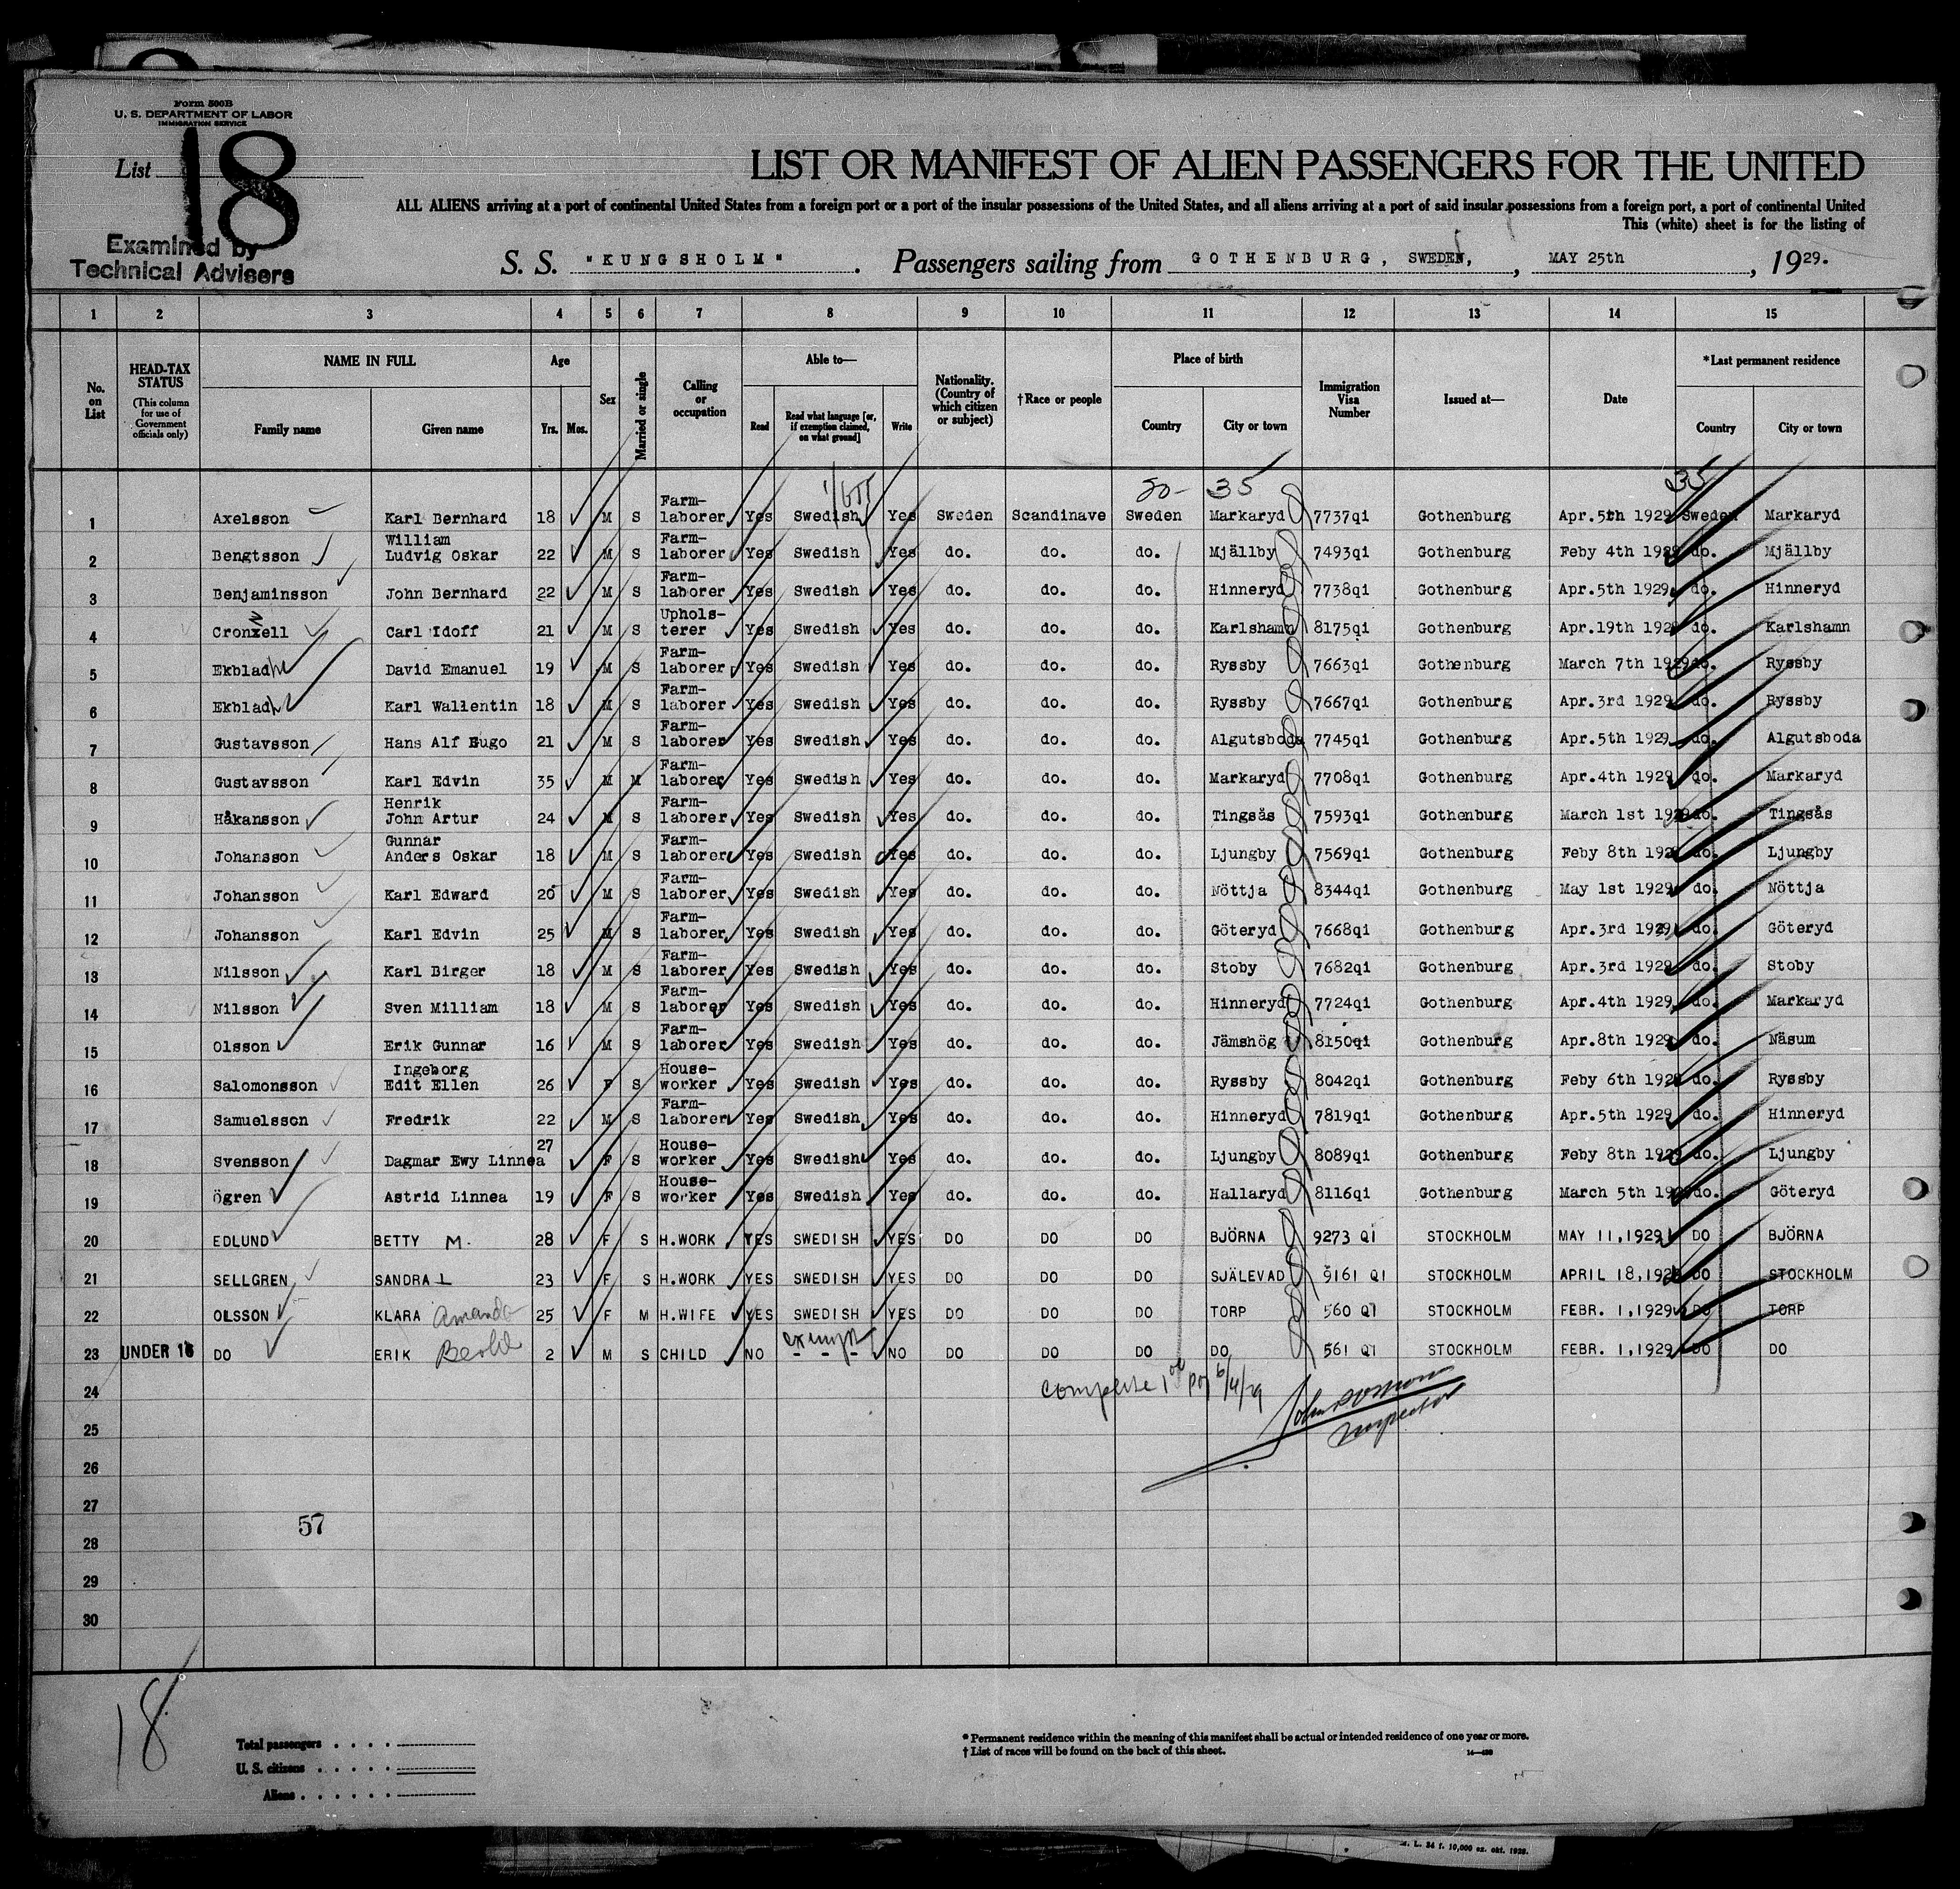 Form 500B
U. S. DEPARTMENT OF LABOR
IMMIGRATION SERVICE
List 18
LIST OR MANIFEST OF ALIEN PASSENGERS FOR THE UNITED
ALL ALIENS arriving at a port of continental United States from a foreign port or a port of the insular possessions of the United States, and all aliens arriving at a port of said insular possessions from a foreign port, a port of continental United
This (white) sheet is for the listing of
Examined by
Technical Advisers
S. S. "KUNGSHOLM" . Passengers sailing from GOTHENBURG, SWEDEN, , MAY 25th , 1929.
1 2 3 4 5 6 7 8 9 10 11 12 13 14 15
No. on List
HEAD-TAX STATUS (This column for use of Government officials only)
NAME IN FULL
Family name Given name
Age
Yrs. Mos.
Sex
Married or single
Calling or occupation
Able to—
Read Read what language [or, if exemption claimed, on what ground] Write
Nationality. (Country of which citizen or subject)
†Race or people
Place of birth
Country City or town
Immigration Visa Number
Issued at—
Date
*Last permanent residence
Country City or town
35 35
1 Axelsson Karl Bernhard 18 M S Farm-laborer Yes Swedish Yes Sweden Scandinave Sweden Markaryd 7737qi Gothenburg Apr.5th 1929 Sweden Markaryd
2 Bengtsson William Ludvig Oskar 22 M S Farm-laborer Yes Swedish Yes do. do. do. Mjällby 7493qi Gothenburg Feby 4th 1929 do. Mjällby
3 Benjaminsson John Bernhard 22 M S Farm-laborer Yes Swedish Yes do. do. do. Hinneryd 7738qi Gothenburg Apr.5th 1929 do. Hinneryd
4 Cronxell Carl Idoff 21 M S Uphols-terer Yes Swedish Yes do. do. do. Karlshamn 8175qi Gothenburg Apr.19th 1929 do. Karlshamn
5 Ekblad David Emanuel 19 M S Farm-laborer Yes Swedish Yes do. do. do. Ryssby 7663qi Gothenburg March 7th 1929 do. Ryssby
6 Ekblad Karl Wallentin 18 M S Farm-laborer Yes Swedish Yes do. do. do. Ryssby 7667qi Gothenburg Apr.3rd 1929 do. Ryssby
7 Gustavsson Hans Alf Hugo 21 M S Farm-laborer Yes Swedish Yes do. do. do. Algutsboda 7745qi Gothenburg Apr.5th 1929 do. Algutsboda
8 Gustavsson Karl Edvin 35 M M Farm-laborer Yes Swedish Yes do. do. do. Markaryd 7708qi Gothenburg Apr.4th 1929 do. Markaryd
9 Håkansson Henrik John Artur 24 M S Farm-laborer Yes Swedish Yes do. do. do. Tingsås 7593qi Gothenburg March 1st 1929 do. Tingsås
10 Johansson Gunnar Anders Oskar 18 M S Farm-laborer Yes Swedish Yes do. do. do. Ljungby 7569qi Gothenburg Feby 8th 1929 do. Ljungby
11 Johansson Karl Edward 20 M S Farm-laborer Yes Swedish Yes do. do. do. Nöttja 8344qi Gothenburg May 1st 1929 do. Nöttja
12 Johansson Karl Edvin 25 M S Farm-laborer Yes Swedish Yes do. do. do. Göteryd 7668qi Gothenburg Apr.3rd 1929 do. Göteryd
13 Nilsson Karl Birger 18 M S Farm-laborer Yes Swedish Yes do. do. do. Stoby 7682qi Gothenburg Apr.3rd 1929 do. Stoby
14 Nilsson Sven Milliam 18 M S Farm-laborer Yes Swedish Yes do. do. do. Hinneryd 7724qi Gothenburg Apr.4th 1929 do. Markaryd
15 Olsson Erik Gunnar 16 M S Farm-laborer Yes Swedish Yes do. do. do. Jämshög 8150qi Gothenburg Apr.8th 1929 do. Näsum
16 Salomonsson Ingeborg Edit Ellen 26 F S House-worker Yes Swedish Yes do. do. do. Ryssby 8042qi Gothenburg Feby 6th 1929 do. Ryssby
17 Samuelsson Fredrik 22 M S Farm-laborer Yes Swedish Yes do. do. do. Hinneryd 7819qi Gothenburg Apr.5th 1929 do. Hinneryd
18 Svensson Dagmar Ewy Linnea 27 F S House-worker Yes Swedish Yes do. do. do. Ljungby 8089qi Gothenburg Feby 8th 1929 do. Ljungby
19 Ögren Astrid Linnea 19 F S House-worker Yes Swedish Yes do. do. do. Hallaryd 8116qi Gothenburg March 5th 1929 do. Göteryd
20 EDLUND BETTY M. 28 F S H.WORK YES SWEDISH YES DO DO DO BJÖRNA 9273 QI STOCKHOLM MAY 11,1929 DO BJÖRNA
21 SELLGREN SANDRA L 23 F S H.WORK YES SWEDISH YES DO DO DO SJÄLEVAD 9161 QI STOCKHOLM APRIL 18,1929 DO STOCKHOLM
22 OLSSON KLARA Amanda 25 F M H.WIFE YES SWEDISH YES DO DO DO TORP 560 QI STOCKHOLM FEBR. 1,1929 DO TORP
23 UNDER 16 DO ERIK 2 M S CHILD NO exempt NO DO DO DO DO 561 QI STOCKHOLM FEBR. 1,1929 DO DO
24 complete 6/4/29
Inspector
25
26
27
57
28
29
30
18
Total passengers
U. S. citizens
Aliens
* Permanent residence within the meaning of this manifest shall be actual or intended residence of one year or more.
† List of races will be found on the back of this sheet.
L. 34 f. 10,000 ex. okt. 1928.